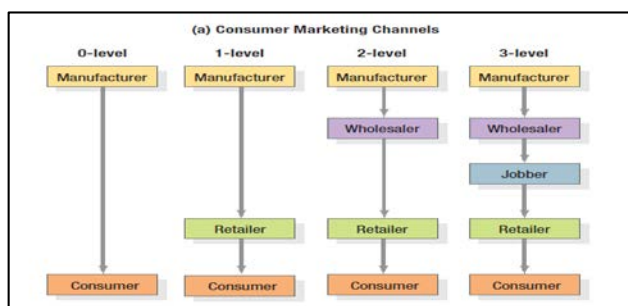 (a) Consumer Marketing Channels
0-level 1-level 2-level 3-level
Manufacturer Manufacturer Manufacturer Manufacturer
Wholesaler Wholesaler
Jobber
Retailer Retailer Retailer
Consumer Consumer Consumer Consumer